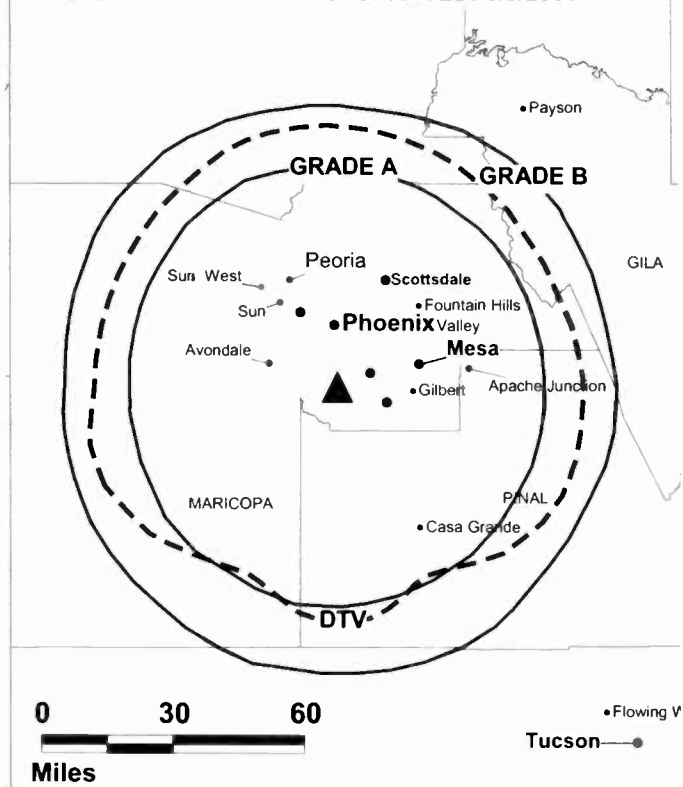 Payson
GRADE A
GRADE B
GILA
Peoria
Sun West
Scottsdale
Sun
Fountain Hills
Phoenix Valley
Avondale
Mesa
Gilbert
Apache Junction
MARICOPA
PINAL
Casa Grande
DTV
0 30 60
Miles
Flowing W
Tucson